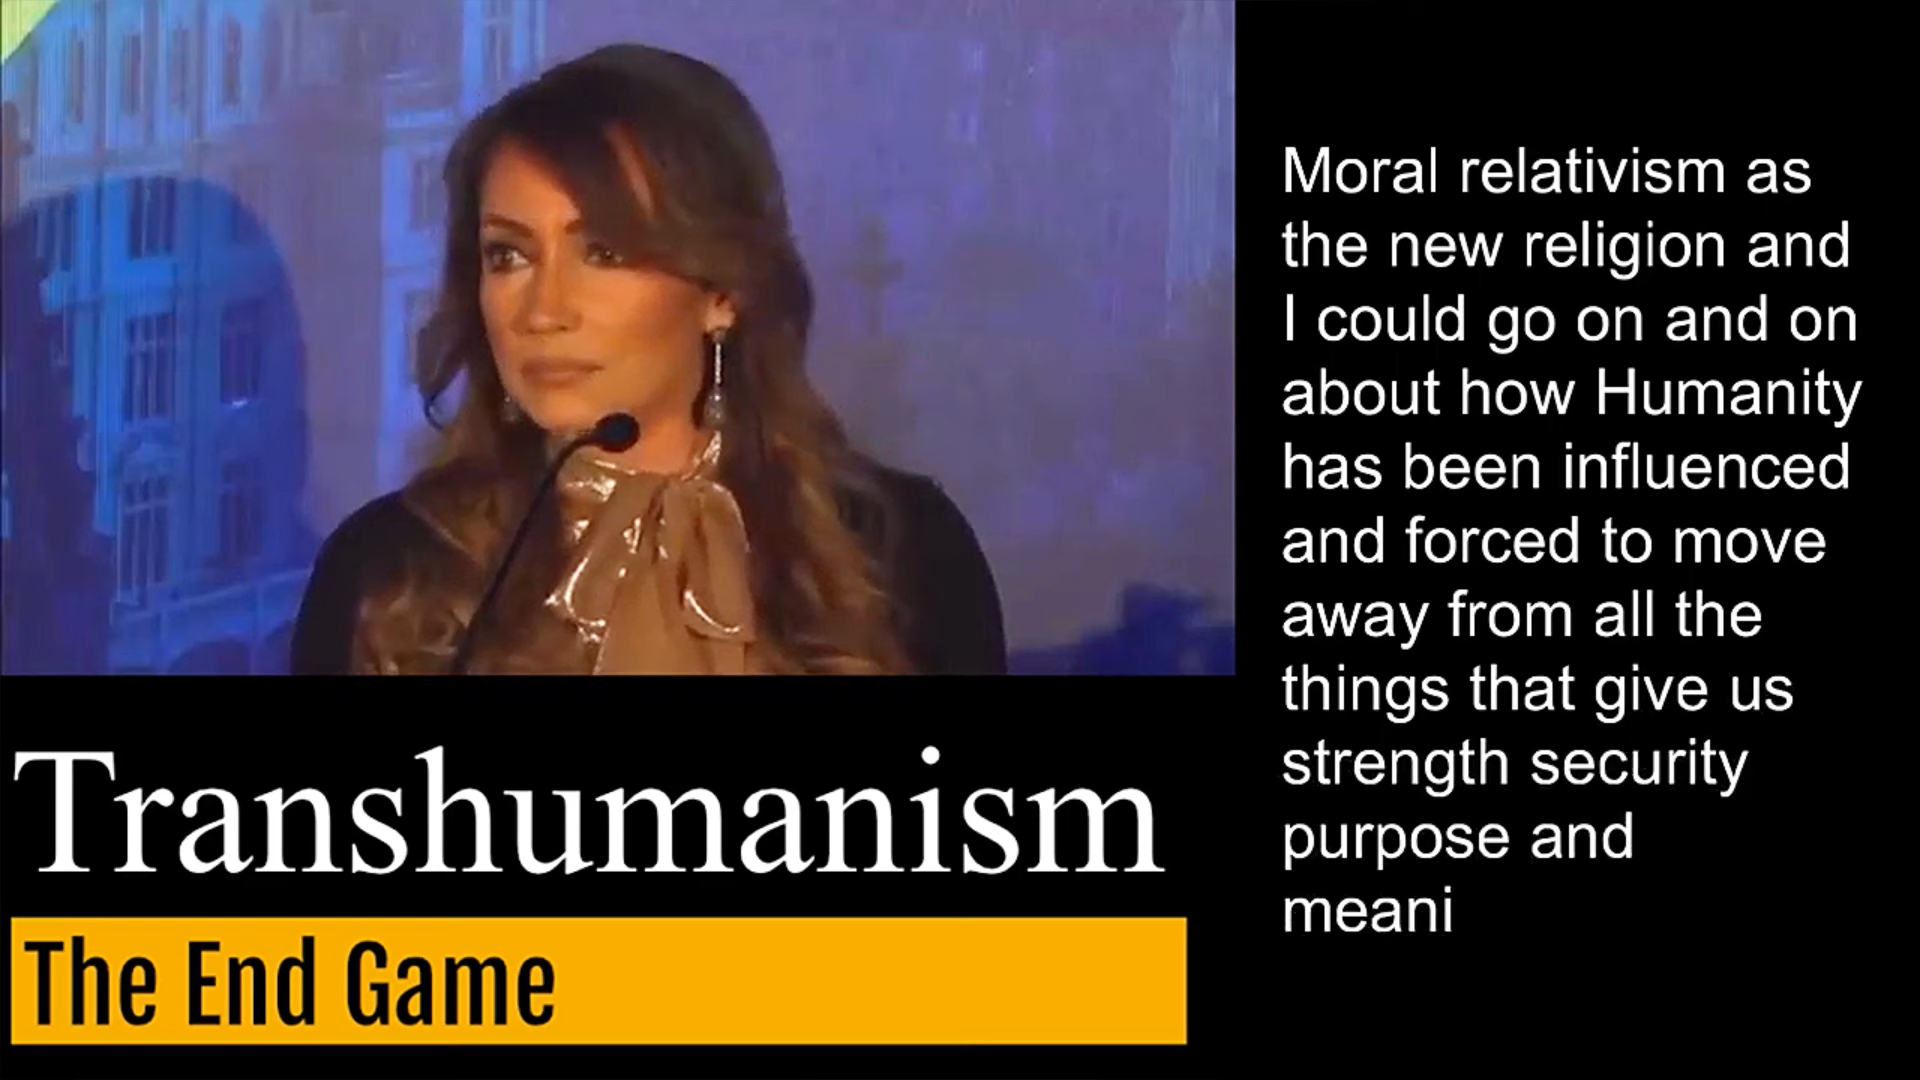 Moral relativism as
the new religion and
I could go on and on
about how Humanity
has been influenced
and forced to move
away from all the
things that give us
strength security
purpose and
meani
Transhumanism
The End Game